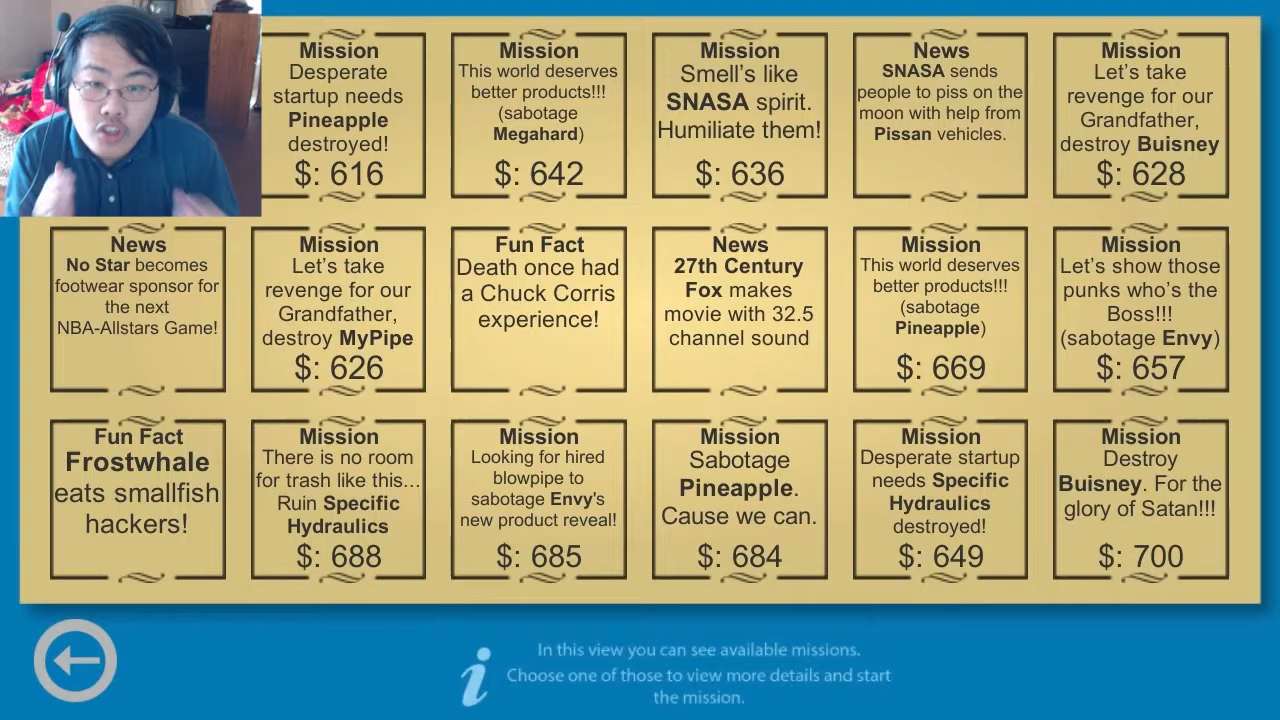 Mission
Desperate
startup needs
Pineapple
destroyed!
$: 616
Mission
This world deserves
better products!!!
(sabotage
Megahard)
$: 642
Mission
Smell's like
SNASA spirit.
Humiliate them!
$: 636
News
SNASA sends
people to piss on the
moon with help from
Pissan vehicles.
Mission
Let's take
revenge for our
Grandfather,
destroy Buisney
$: 628
News
No Star becomes
footwear sponsor for
the next
NBA-Allstars Game!
Mission
Let's take
revenge for our
Grandfather,
destroy MyPipe
$: 626
Fun Fact
Death once had
a Chuck Corris
experience!
News
27th Century
Fox makes
movie with 32.5
channel sound
Mission
This world deserves
better products!!!
(sabotage
Pineapple)
$: 669
Mission
Let's show those
punks who's the
Boss!!!
(sabotage Envy)
$: 657
Fun Fact
Frostwhale
eats smallfish
hackers!
Mission
There is no room
for trash like this...
Ruin Specific
Hydraulics
$: 688
Mission
Looking for hired
blowpipe to
sabotage Envy's
new product reveal!
$: 685
Mission
Sabotage
Pineapple.
Cause we can.
$: 684
Mission
Desperate startup
needs Specific
Hydraulics
destroyed!
$: 649
Mission
Destroy
Buisney. For the
glory of Satan!!!
$: 700
In this view you can see available missions.
Choose one of those to view more details and start
the mission.